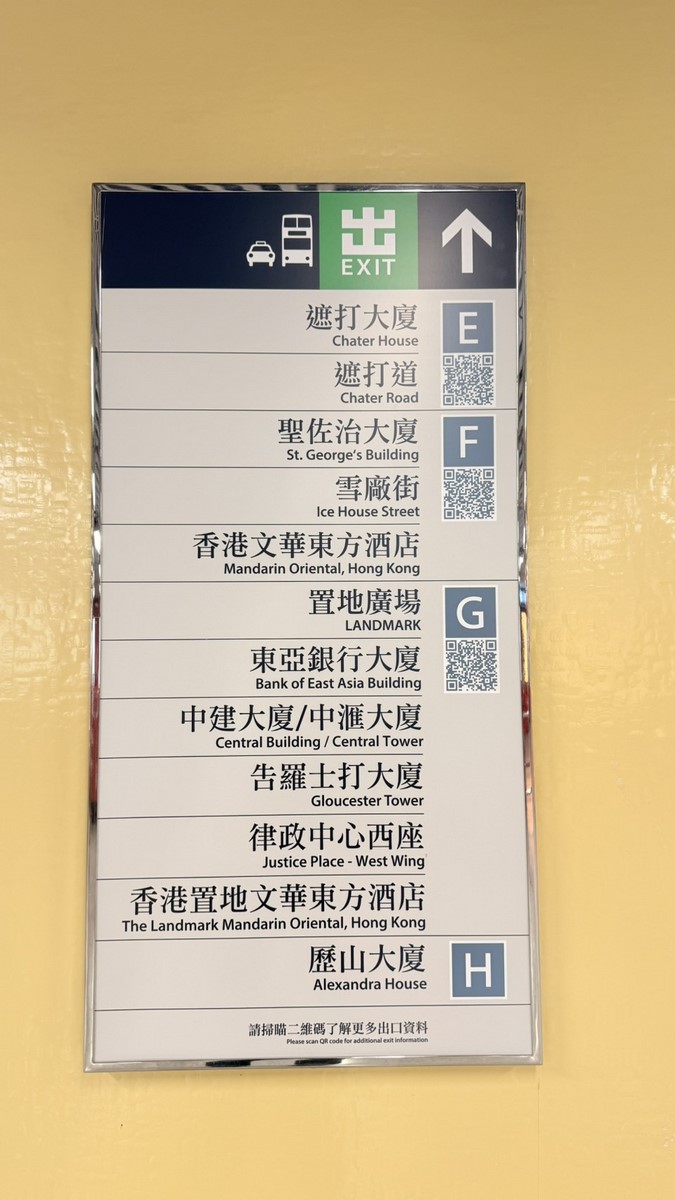 出
EXIT
遮打大廈
Chater House
E
遮打道
Chater Road
聖佐治大廈
St. George's Building
F
雪廠街
Ice House Street
香港文華東方酒店
Mandarin Oriental, Hong Kong
置地廣場
LANDMARK
G
東亞銀行大廈
Bank of East Asia Building
中建大廈/中滙大廈
Central Building / Central Tower
告羅士打大廈
Gloucester Tower
律政中心西座
Justice Place - West Wing
香港置地文華東方酒店
The Landmark Mandarin Oriental, Hong Kong
歷山大廈
Alexandra House
H
請掃瞄二維碼了解更多出口資料
Please scan QR code for additional exit information